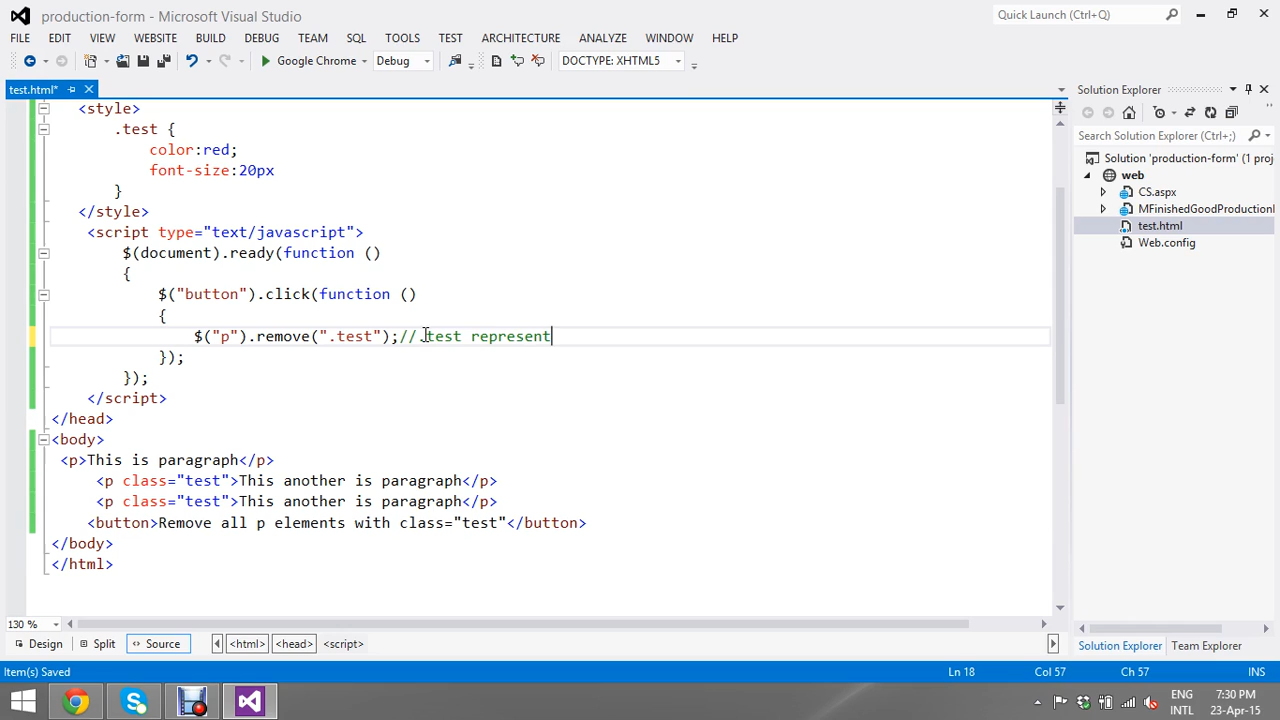 production-form - Microsoft Visual Studio
Quick Launch (Ctrl+Q)
FILE EDIT VIEW WEBSITE BUILD DEBUG TEAM SQL TOOLS TEST ARCHITECTURE ANALYZE WINDOW HELP
Google Chrome Debug DOCTYPE: XHTML5
test.html*
Solution Explorer
<style>
.test {
color:red;
font-size:20px
}
</style>
<script type="text/javascript">
$(document).ready(function ()
{
$("button").click(function ()
{
$("p").remove(".test");//.test represent
});
});
</script>
</head>
<body>
<p>This is paragraph</p>
<p class="test">This another is paragraph</p>
<p class="test">This another is paragraph</p>
<button>Remove all p elements with class="test"</button>
</body>
</html>
Search Solution Explorer (Ctrl+;)
Solution 'production-form' (1 proj
web
CS.aspx
MFinishedGoodProductionI
test.html
Web.config
130 %
Design Split Source <html> <head> <script>
Solution Explorer Team Explorer
Item(s) Saved Ln 18 Col 57 Ch 57 INS
ENG
INTL
7:30 PM
23-Apr-15